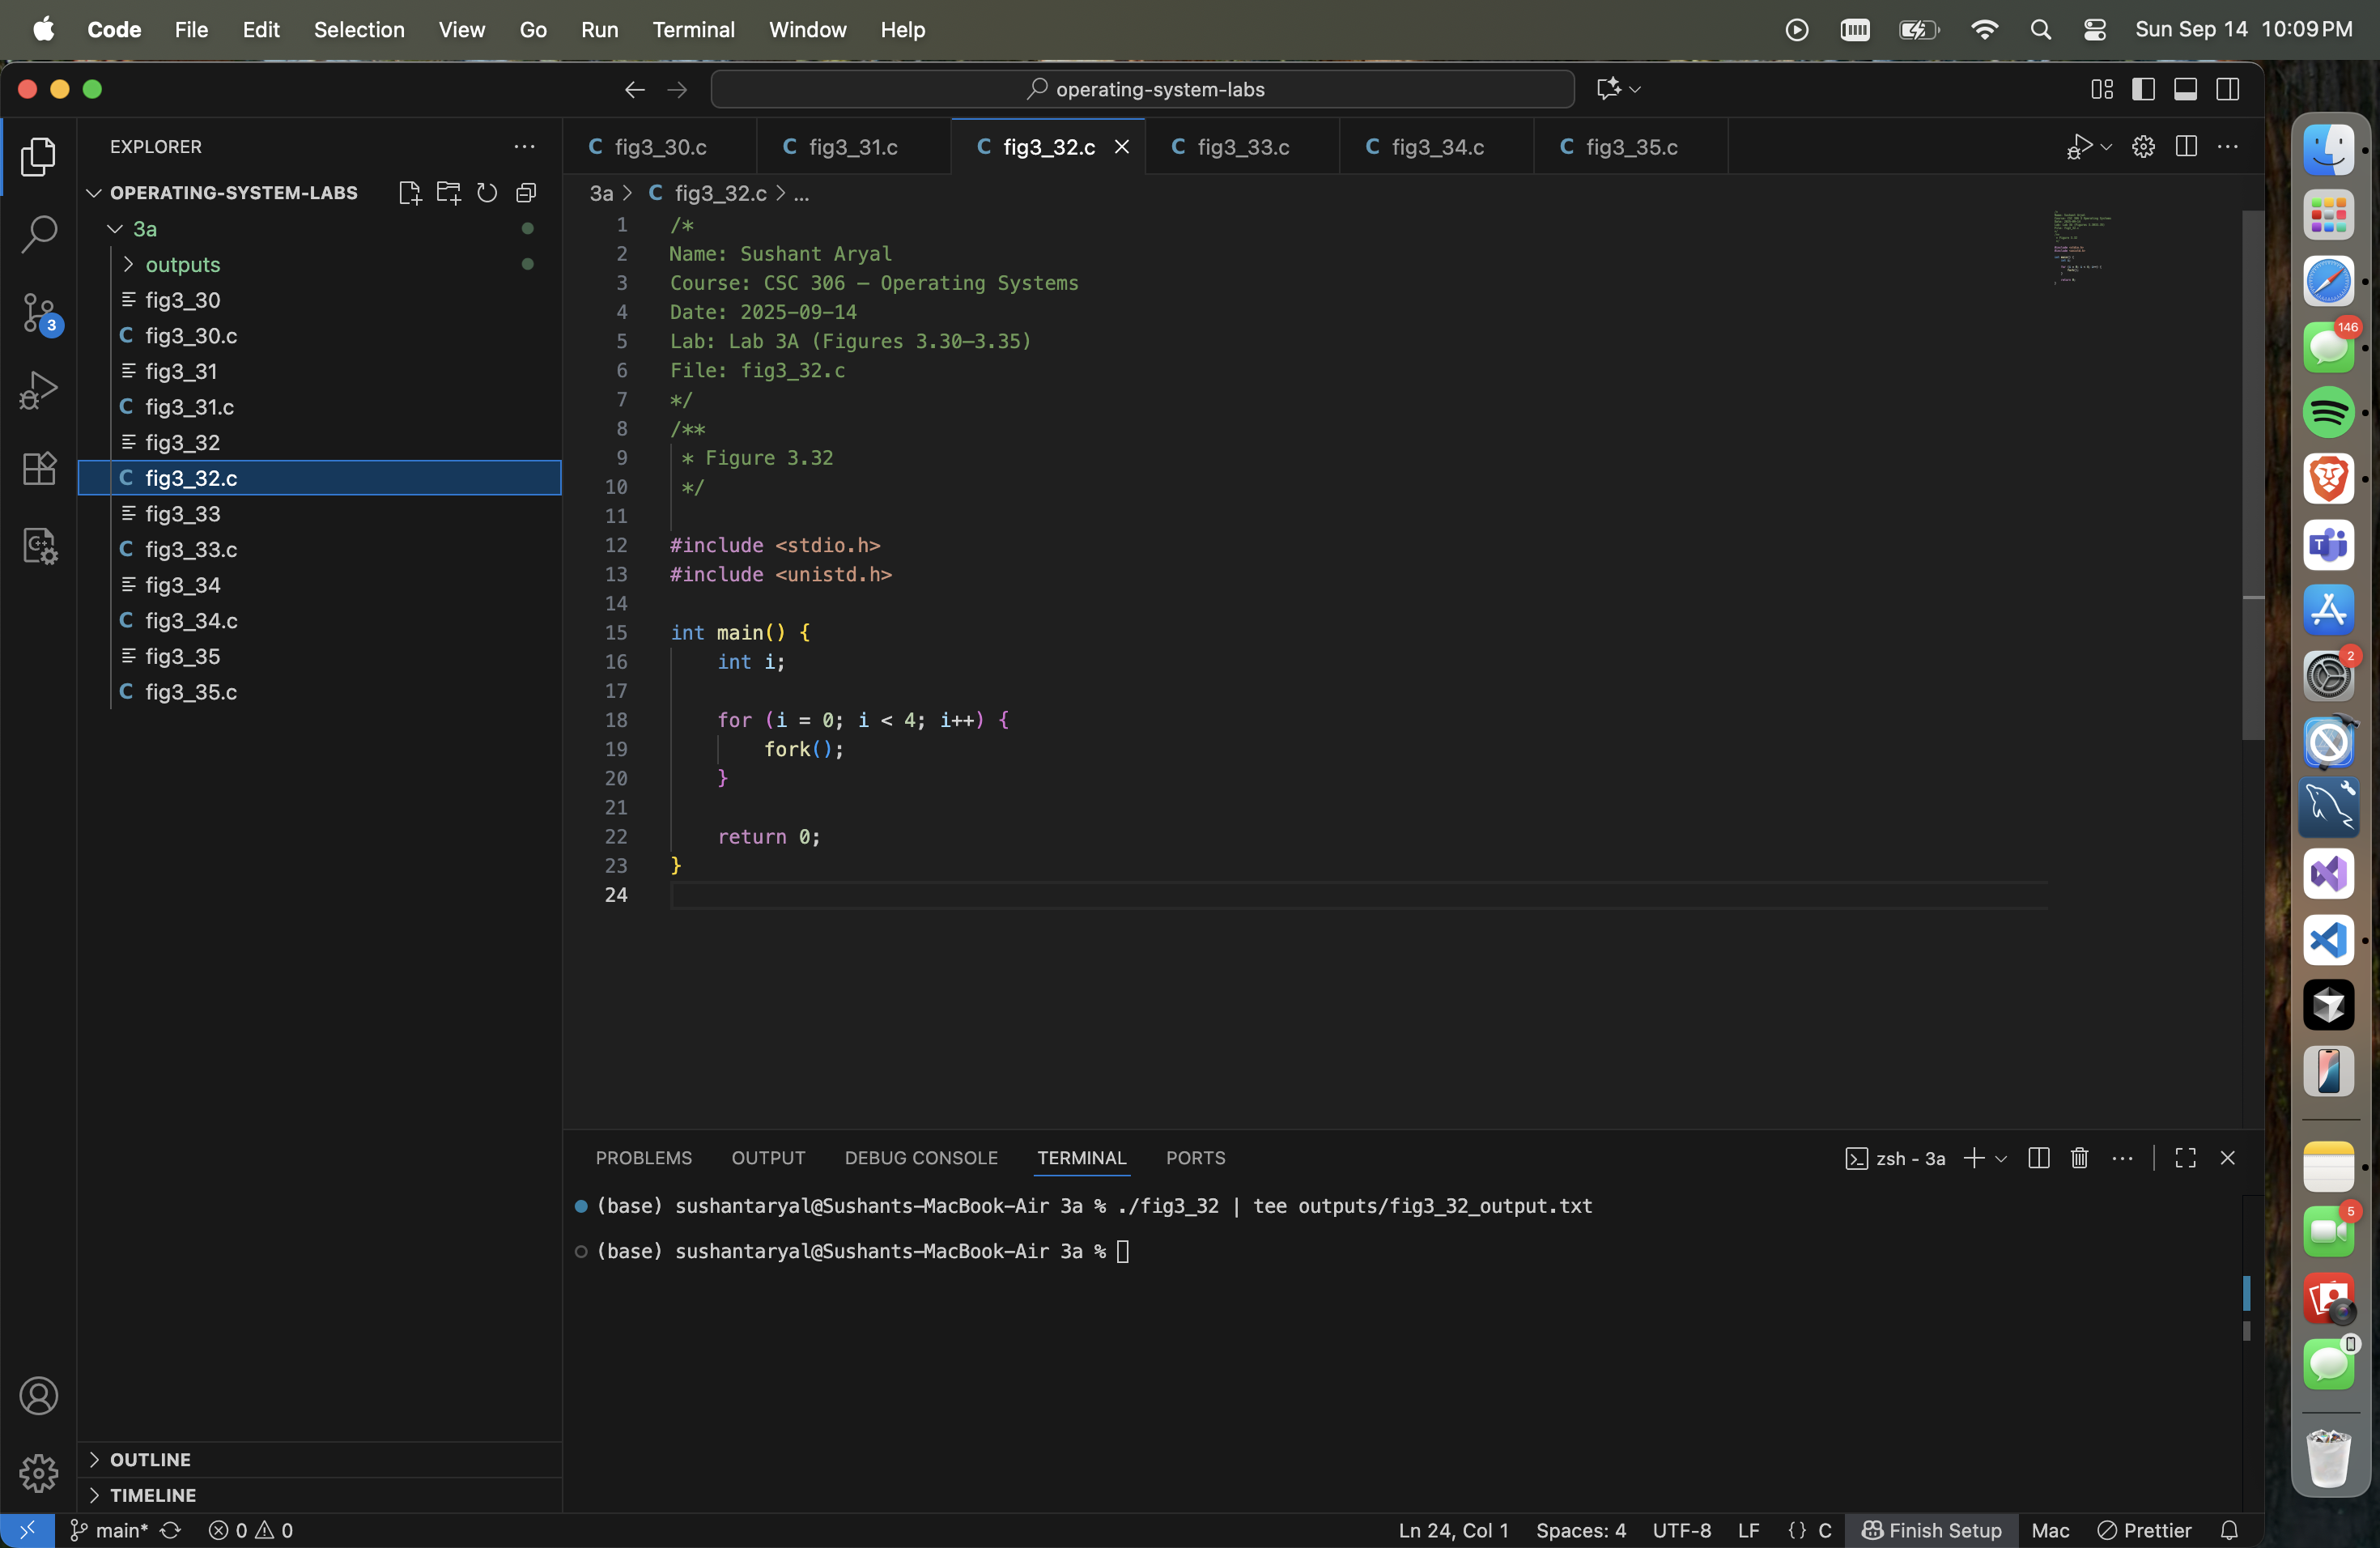 Code File Edit Selection View Go Run Terminal Window Help Sun Sep 14 10:09 PM
operating-system-labs
EXPLORER
OPERATING-SYSTEM-LABS
3a
outputs
fig3_30
C fig3_30.c
fig3_31
C fig3_31.c
fig3_32
C fig3_32.c
fig3_33
C fig3_33.c
fig3_34
C fig3_34.c
fig3_35
C fig3_35.c
3
OUTLINE
TIMELINE
C fig3_30.c C fig3_31.c C fig3_32.c C fig3_33.c C fig3_34.c C fig3_35.c
3a > C fig3_32.c > ...
1 /*
2 Name: Sushant Aryal
3 Course: CSC 306 – Operating Systems
4 Date: 2025-09-14
5 Lab: Lab 3A (Figures 3.30–3.35)
6 File: fig3_32.c
7 */
8 /**
9 * Figure 3.32
10 */
11
12 #include <stdio.h>
13 #include <unistd.h>
14
15 int main() {
16 int i;
17
18 for (i = 0; i < 4; i++) {
19 fork();
20 }
21
22 return 0;
23 }
24
PROBLEMS OUTPUT DEBUG CONSOLE TERMINAL PORTS zsh - 3a
(base) sushantaryal@Sushants-MacBook-Air 3a % ./fig3_32 | tee outputs/fig3_32_output.txt
(base) sushantaryal@Sushants-MacBook-Air 3a %
main* 0 0 Ln 24, Col 1 Spaces: 4 UTF-8 LF {} C Finish Setup Mac Prettier
146
T
2
5